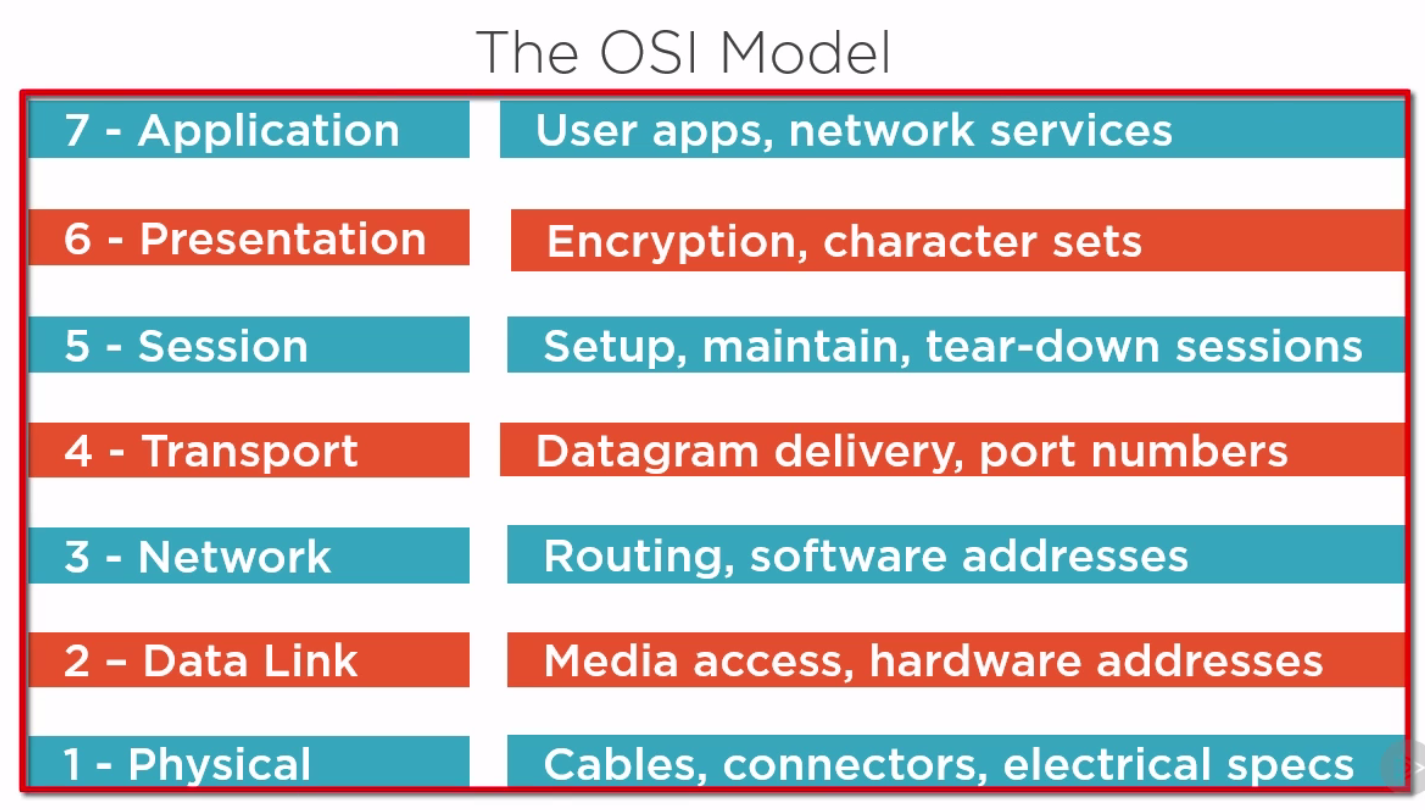 The OSI Model
7 - Application User apps, network services
6 - Presentation Encryption, character sets
5 - Session Setup, maintain, tear-down sessions
4 - Transport Datagram delivery, port numbers
3 - Network Routing, software addresses
2 – Data Link Media access, hardware addresses
1 - Physical Cables, connectors, electrical specs